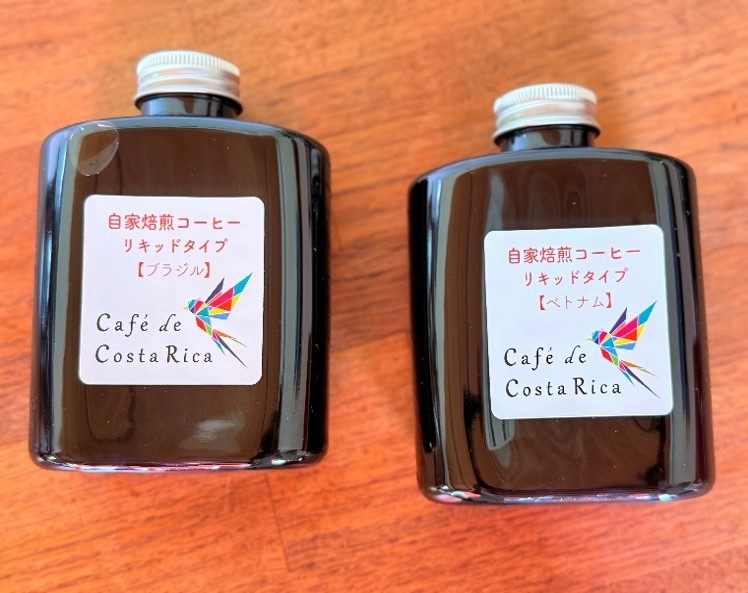 自家焙煎コーヒー
リキッドタイプ
【ブラジル】
Café de
Costa Rica
自家焙煎コーヒー
リキッドタイプ
【ベトナム】
Café de
Costa Rica